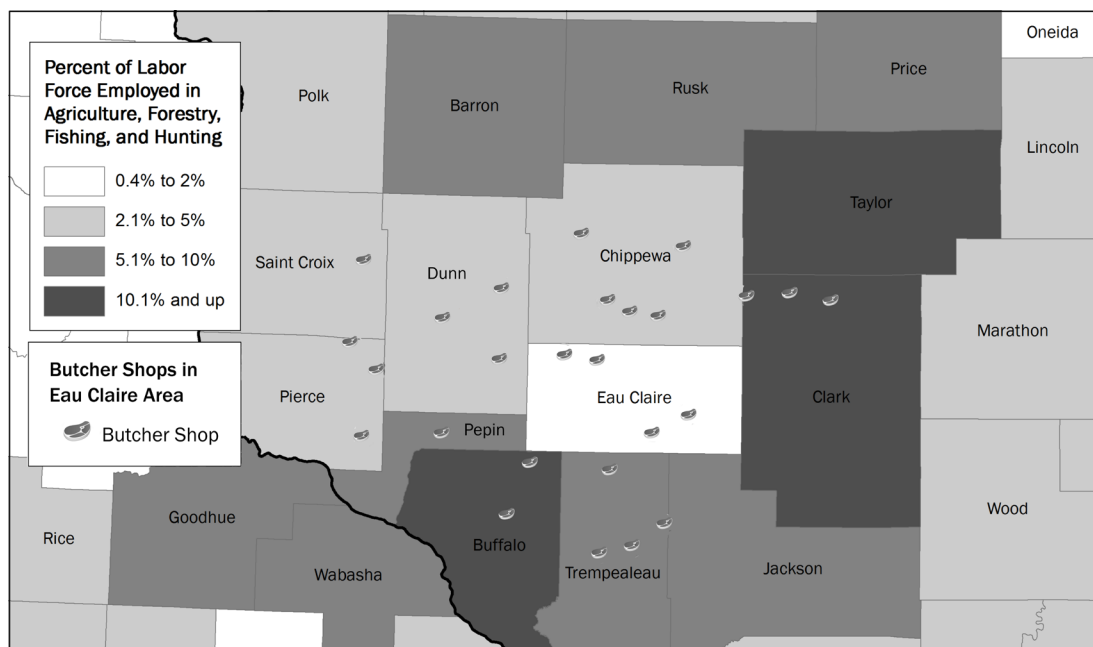 Percent of Labor
Force Employed in
Agriculture, Forestry,
Fishing, and Hunting
0.4% to 2%
2.1% to 5%
5.1% to 10%
10.1% and up
Butcher Shops in
Eau Claire Area
Butcher Shop
Oneida
Polk
Barron
Rusk
Price
Lincoln
Taylor
Saint Croix
Dunn
Chippewa
Marathon
Pierce
Eau Claire
Clark
Pepin
Wood
Rice
Goodhue
Buffalo
Wabasha
Trempealeau
Jackson